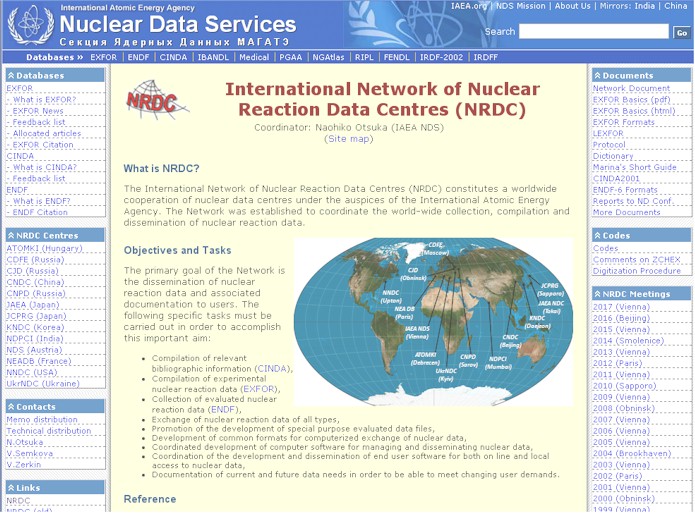 International Atomic Energy Agency
Nuclear Data Services
Секция Ядерных Данных МАГАТЭ
IAEA.org | NDS Mission | About Us | Mirrors: India | China
Search
Go
Databases » EXFOR | ENDF | CINDA | IBANDL | Medical | PGAA | NGAtlas | RIPL | FENDL | IRDF-2002 | IRDFF
Databases
EXFOR
- What is EXFOR?
- EXFOR News
- Feedback list
- Allocated articles
- EXFOR Citation
CINDA
- What is CINDA?
- Feedback list
ENDF
- What is ENDF?
- ENDF Citation
NRDC Centres
ATOMKI (Hungary)
CDFE (Russia)
CJD (Russia)
CNDC (China)
CNPD (Russia)
JAEA (Japan)
JCPRG (Japan)
KNDC (Korea)
NDPCI (India)
NDS (Austria)
NEADB (France)
NNDC (USA)
UkrNDC (Ukraine)
Contacts
Memo distribution
Technical distribution
N.Otsuka
V.Semkova
V.Zerkin
Links
NRDC
NRDC (old)
NRDC
International Network of Nuclear
Reaction Data Centres (NRDC)
Coordinator: Naohiko Otsuka (IAEA NDS)
(Site map)
What is NRDC?
The International Network of Nuclear Reaction Data Centres (NRDC) constitutes a worldwide
cooperation of nuclear data centres under the auspices of the International Atomic Energy
Agency. The Network was established to coordinate the world-wide collection, compilation and
dissemination of nuclear reaction data.
Objectives and Tasks
The primary goal of the Network is
the dissemination of nuclear
reaction data and associated
documentation to users. The
following specific tasks must be
carried out in order to accomplish
this important aim:
• Compilation of relevant
bibliographic information (CINDA),
• Compilation of experimental
nuclear reaction data (EXFOR),
• Collection of evaluated nuclear
reaction data (ENDF),
• Exchange of nuclear reaction data of all types,
• Promotion of the development of special purpose evaluated data files,
• Development of common formats for computerized exchange of nuclear data,
• Coordinated development of computer software for managing and disseminating nuclear data,
• Coordination of the development and dissemination of end user software for both on line and local
access to nuclear data,
• Documentation of current and future data needs in order to be able to meet changing user demands.
Reference
CDFE
(Moscow)
CJD
(Obninsk)
NNDC
(Upton)
NEA DB
(Paris)
IAEA NDS
(Vienna)
ATOMKI
(Debrecen)
UkrNDC
(Kyiv)
CNPD
(Sarov)
NDPCI
(Mumbai)
CNDC
(Beijing)
KNDC
(Daejon)
JAEA NDC
(Tokai)
JCPRG
(Sapporo)
Documents
Network Document
EXFOR Basics (pdf)
EXFOR Basics (html)
EXFOR Formats
LEXFOR
Protocol
Dictionary
Marina's Short Guide
CINDA2001
ENDF-6 Formats
Reports to ND Conf.
More Documents
Codes
Codes
Comments on ZCHEX
Digitization Procedure
NRDC Meetings
2017 (Vienna)
2016 (Beijing)
2015 (Vienna)
2014 (Smolenice)
2013 (Vienna)
2012 (Paris)
2011 (Vienna)
2010 (Sapporo)
2009 (Vienna)
2008 (Obninsk)
2007 (Vienna)
2006 (Vienna)
2005 (Vienna)
2004 (Brookhaven)
2003 (Vienna)
2002 (Paris)
2001 (Vienna)
2000 (Obninsk)
1999 (Vienna)